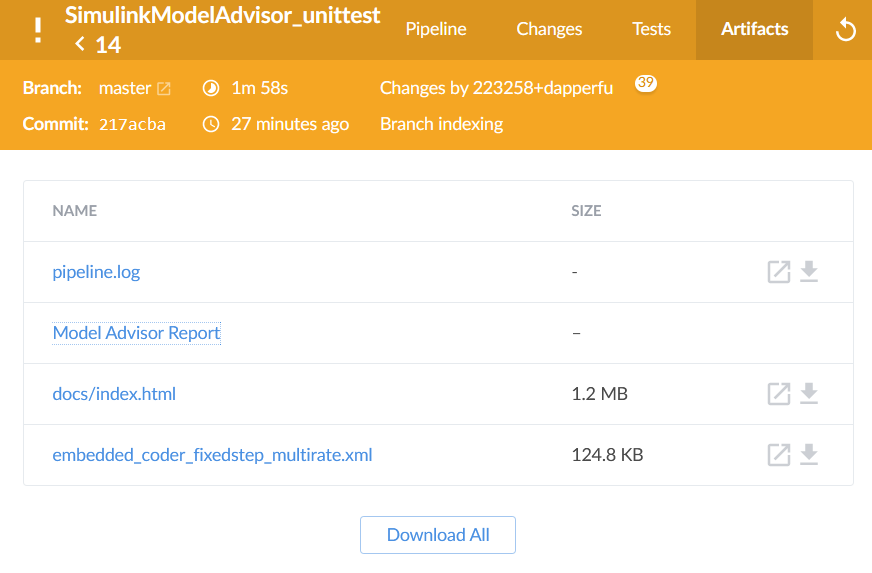 SimulinkModelAdvisor_unittest
< 14
Pipeline
Changes
Tests
Artifacts
Branch: master
1m 58s
Changes by 223258+dapperfu
39
Commit: 217acba
27 minutes ago
Branch indexing
NAME
SIZE
pipeline.log
-
Model Advisor Report
–
docs/index.html
1.2 MB
embedded_coder_fixedstep_multirate.xml
124.8 KB
Download All